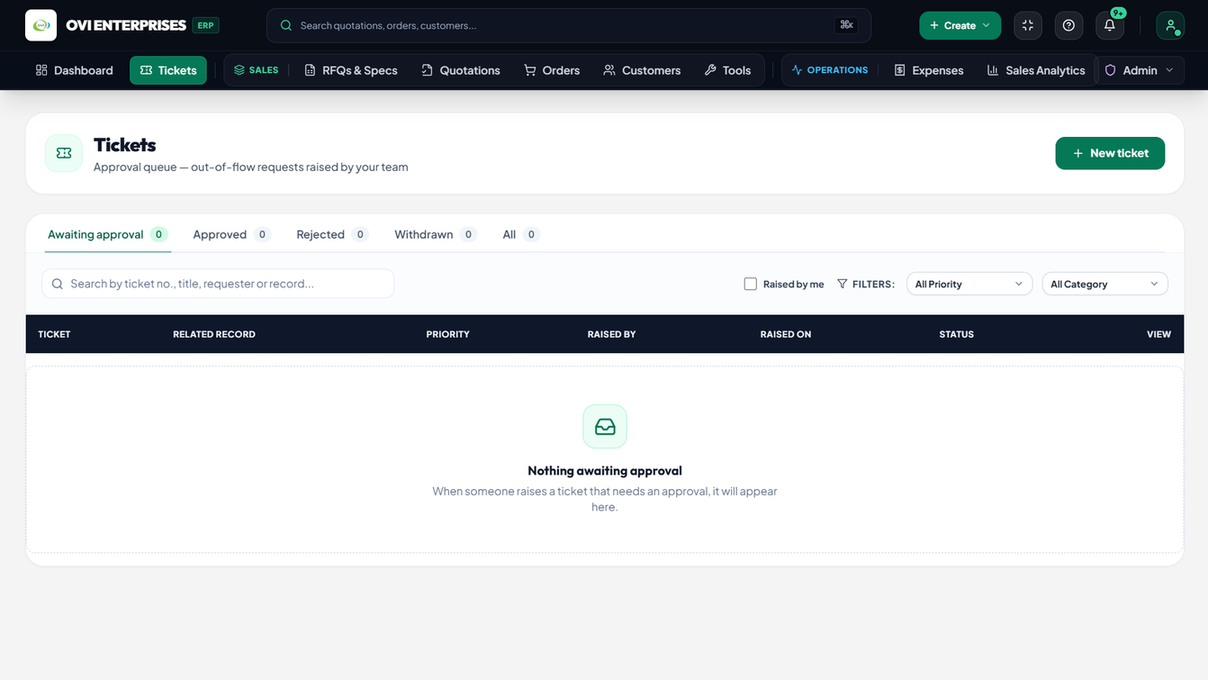 OVI ENTERPRISES ERP
Search quotations, orders, customers... ⌘K
+ Create
9+
Dashboard Tickets SALES RFQs & Specs Quotations Orders Customers Tools OPERATIONS Expenses Sales Analytics Admin
Tickets
Approval queue — out-of-flow requests raised by your team
+ New ticket
Awaiting approval 0 Approved 0 Rejected 0 Withdrawn 0 All 0
Search by ticket no., title, requester or record... Raised by me FILTERS: All Priority All Category
TICKET RELATED RECORD PRIORITY RAISED BY RAISED ON STATUS VIEW
Nothing awaiting approval
When someone raises a ticket that needs an approval, it will appear
here.